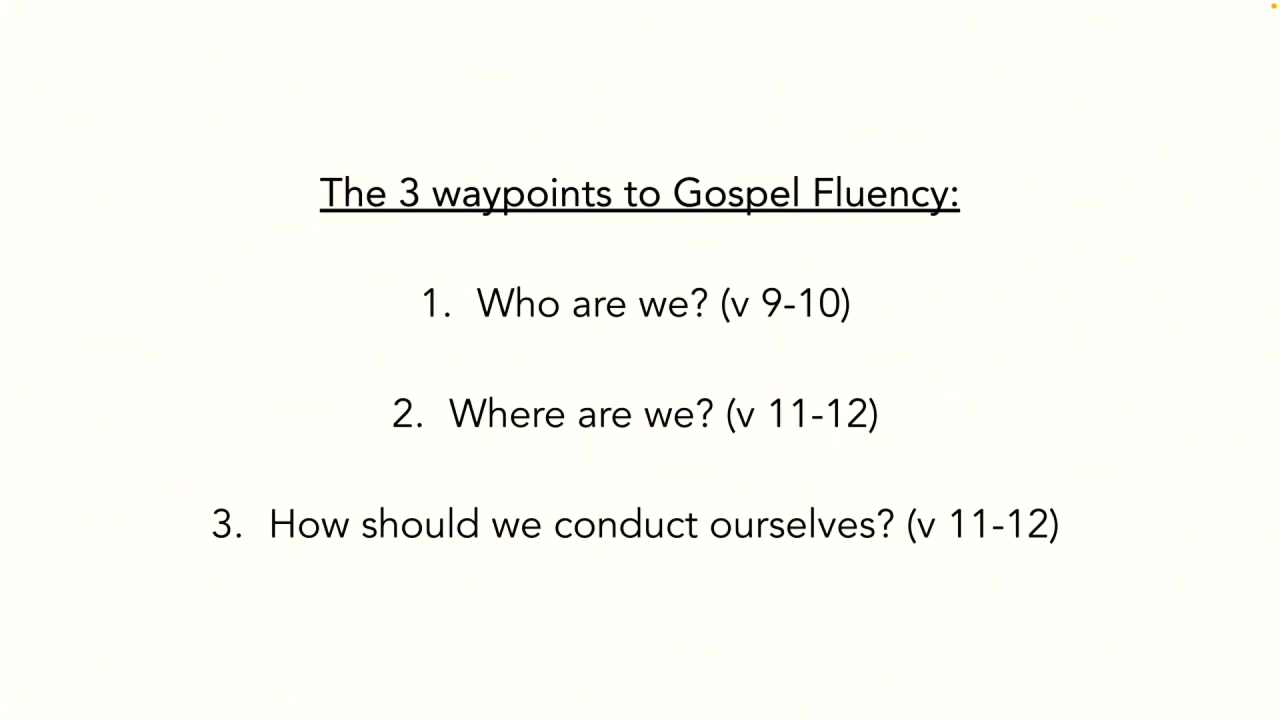 The 3 waypoints to Gospel Fluency:
1. Who are we? (v 9-10)
2. Where are we? (v 11-12)
3. How should we conduct ourselves? (v 11-12)